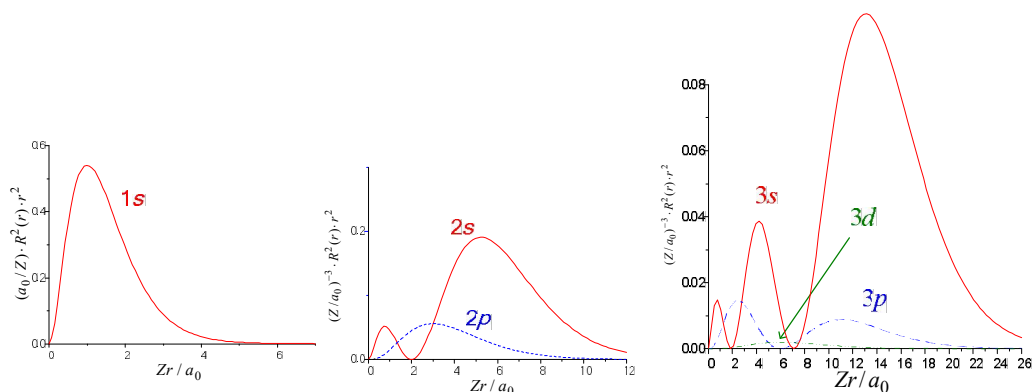 (a₀/Z)·R²(r)·r²
0.6
0.4
0.2
0.0
0 2 4 6
Zr/a₀
1s
(Z/a₀)⁻³·R²(r)·r²
0.2
0.0
0 2 4 6 8 10 12
Zr/a₀
2s
2p
(Z/a₀)⁻³·R²(r)·r²
0.08
0.06
0.04
0.02
0.00
0 2 4 6 8 10 12 14 16 18 20 22 24 26
Zr/a₀
3s
3d
3p